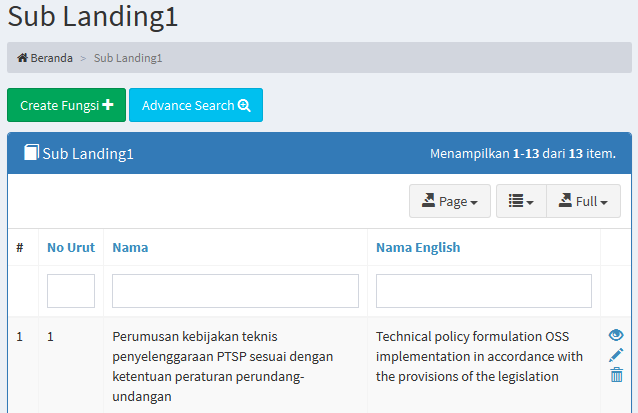 Sub Landing1
Beranda > Sub Landing1
Create Fungsi
Advance Search
Sub Landing1 Menampilkan 1-13 dari 13 item.
Page Full
# No Urut Nama Nama English
1 1 Perumusan kebijakan teknis Technical policy formulation OSS
penyelenggaraan PTSP sesuai dengan implementation in accordance with
ketentuan peraturan perundang- the provisions of the legislation
undangan